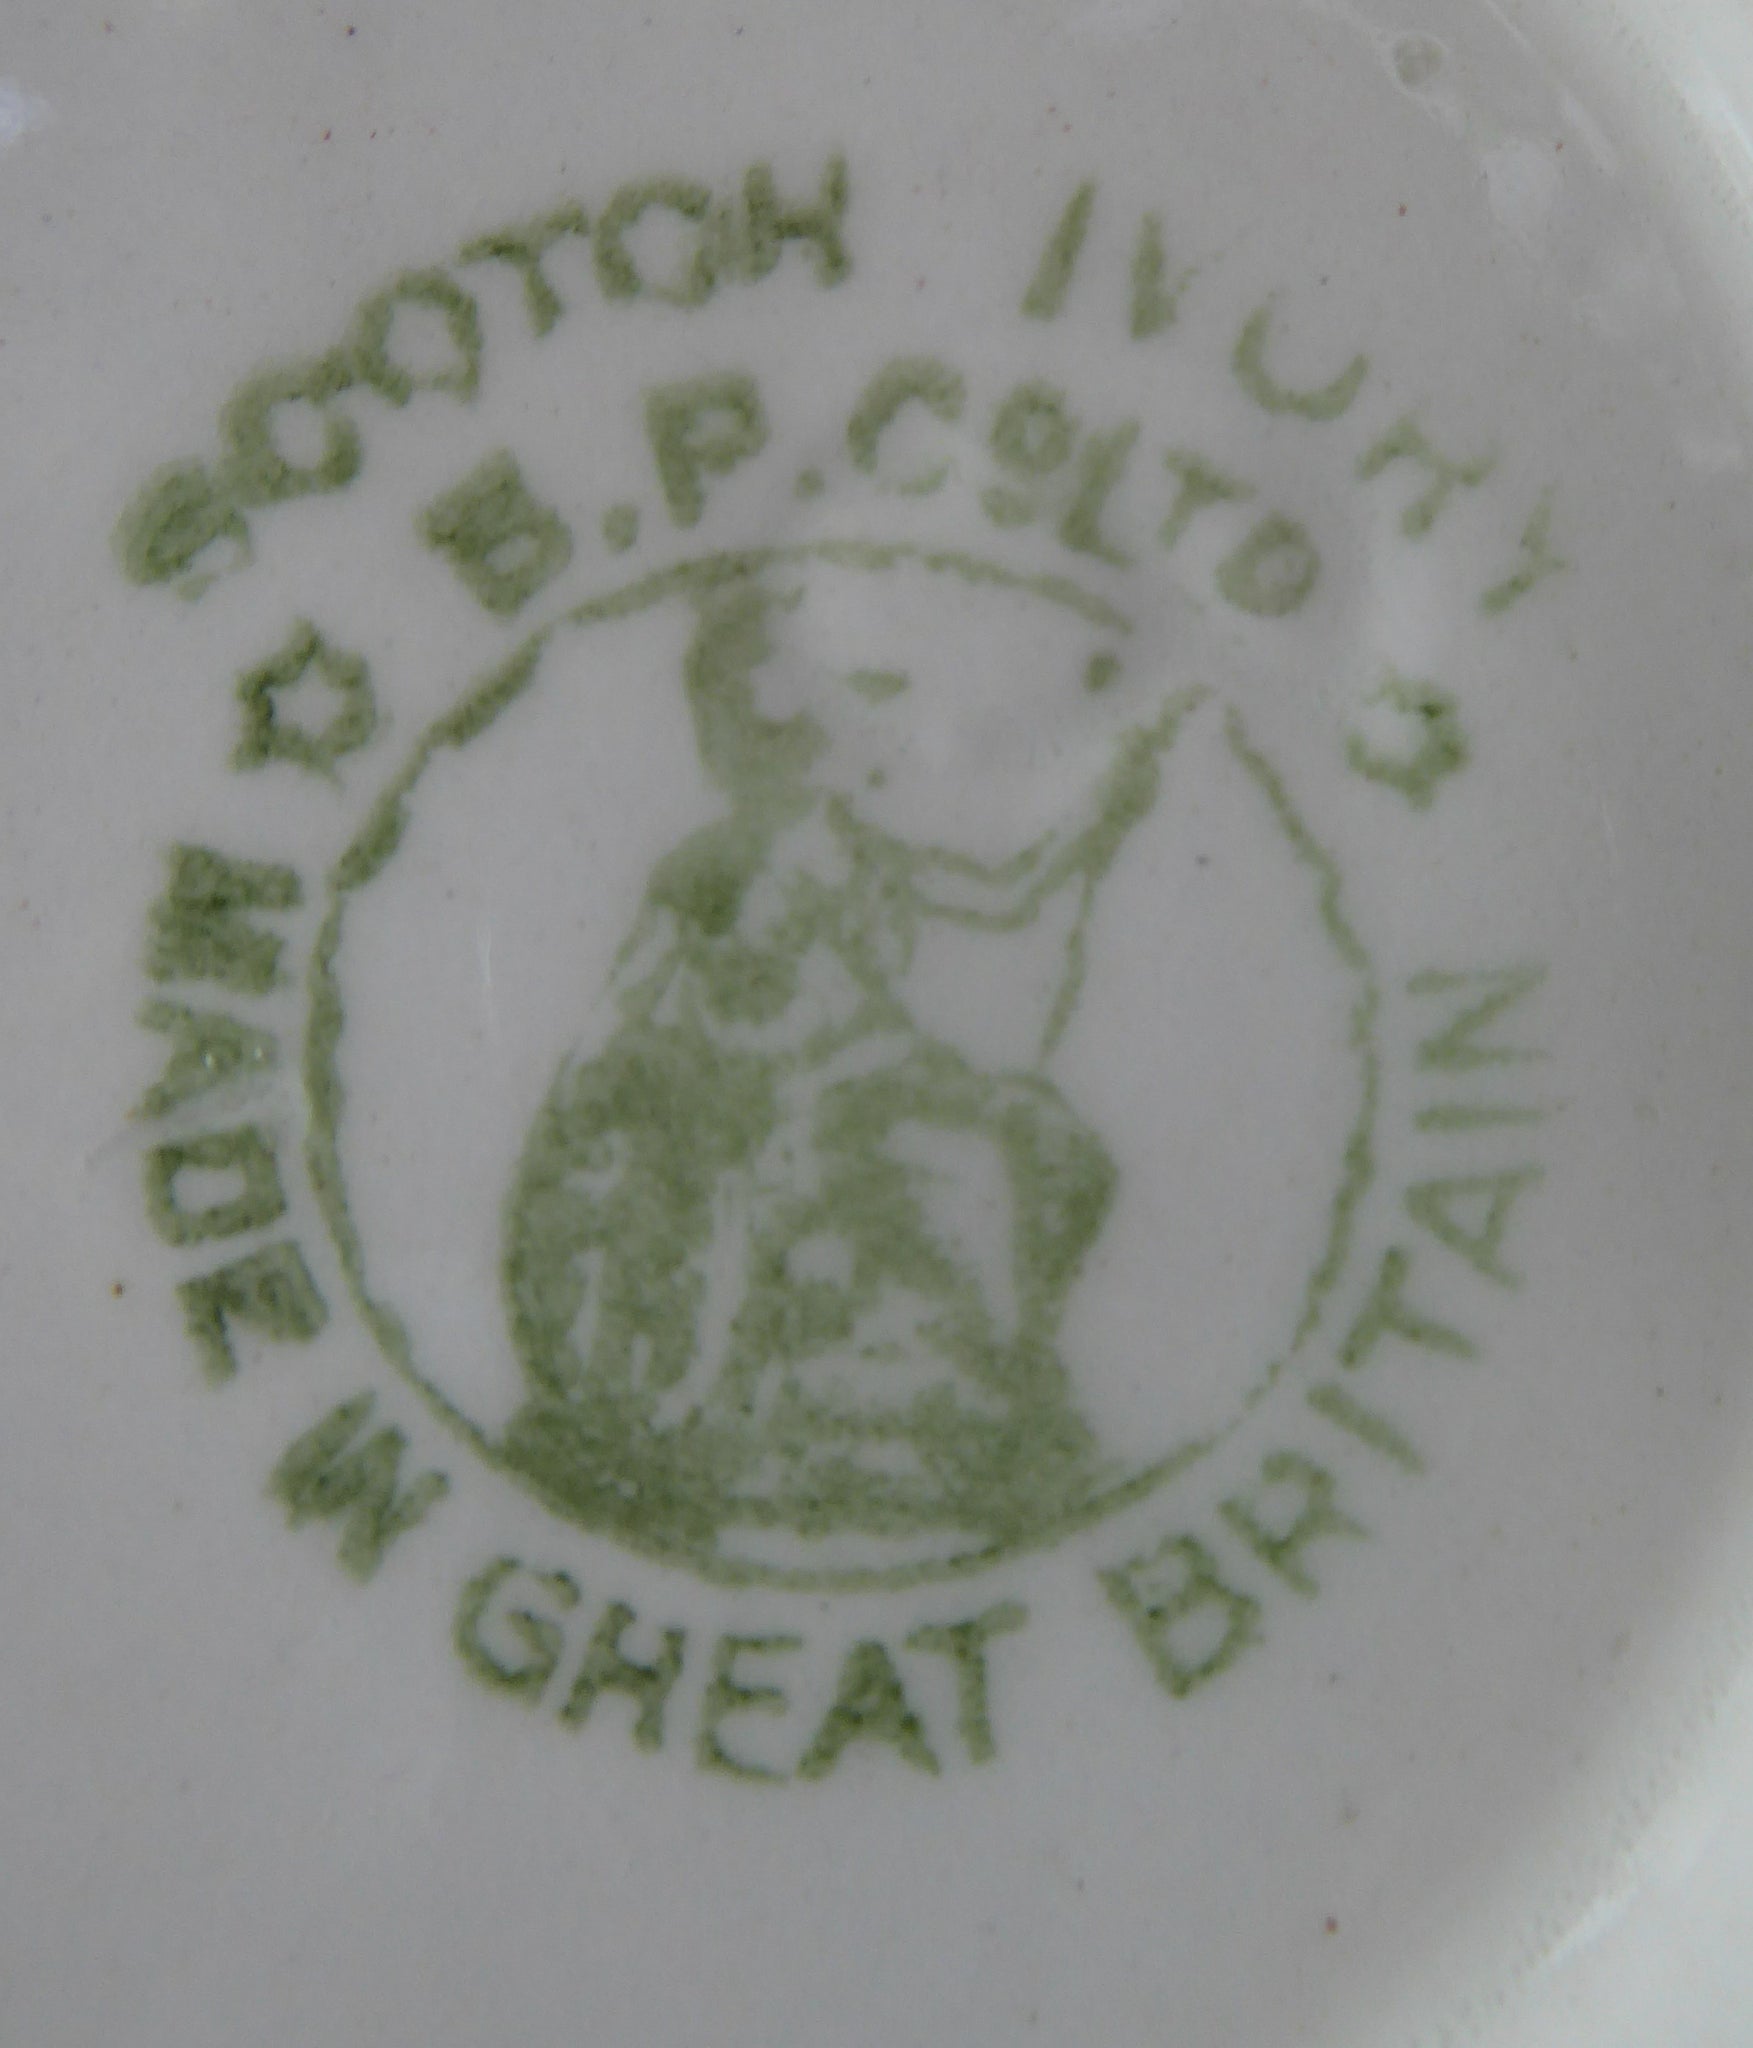 SCOTCH IVORY
B.P.Co LTD
MADE IN GREAT BRITAIN